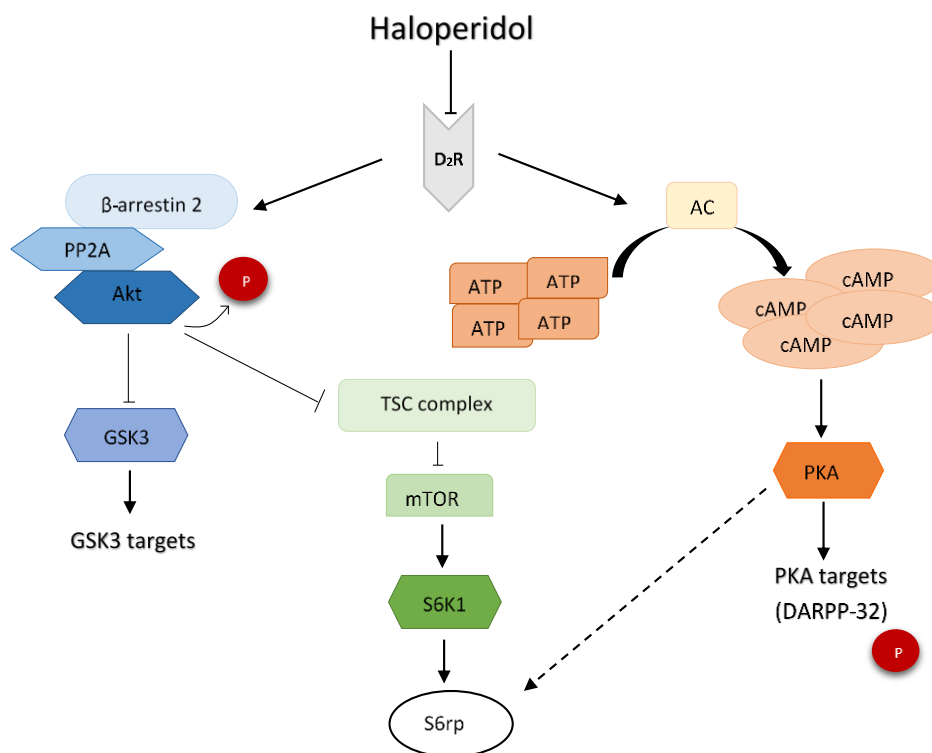 Haloperidol
D₂R
ß-arrestin 2
AC
PP2A
P
Akt
ATP
ATP
ATP
ATP
cAMP
cAMP
cAMP
cAMP
TSC complex
GSK3
mTOR
PKA
GSK3 targets
S6K1
PKA targets
(DARPP-32)
P
S6rp